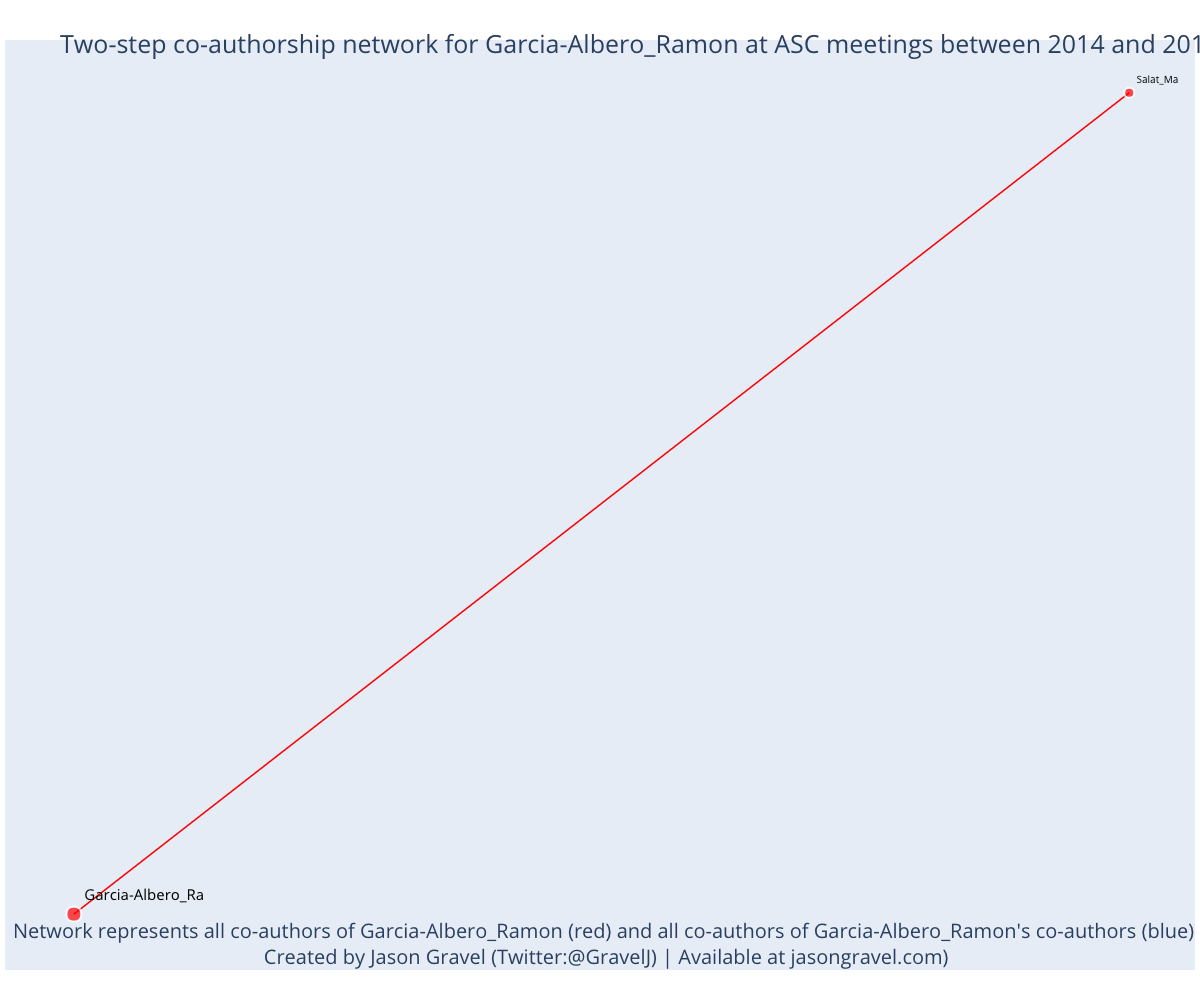 Two-step co-authorship network for Garcia-Albero_Ramon at ASC meetings between 2014 and 201
Salat_Ma
Garcia-Albero_Ra
Network represents all co-authors of Garcia-Albero_Ramon (red) and all co-authors of Garcia-Albero_Ramon's co-authors (blue)
Created by Jason Gravel (Twitter:@GravelJ) | Available at jasongravel.com)